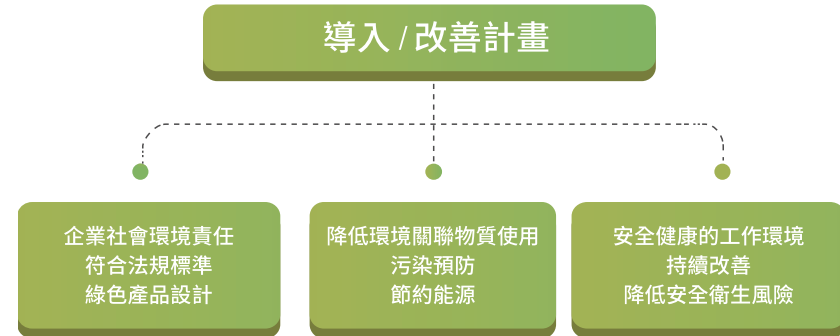 導入 / 改善計畫
企業社會環境責任
符合法規標準
綠色產品設計
降低環境關聯物質使用
污染預防
節約能源
安全健康的工作環境
持續改善
降低安全衛生風險